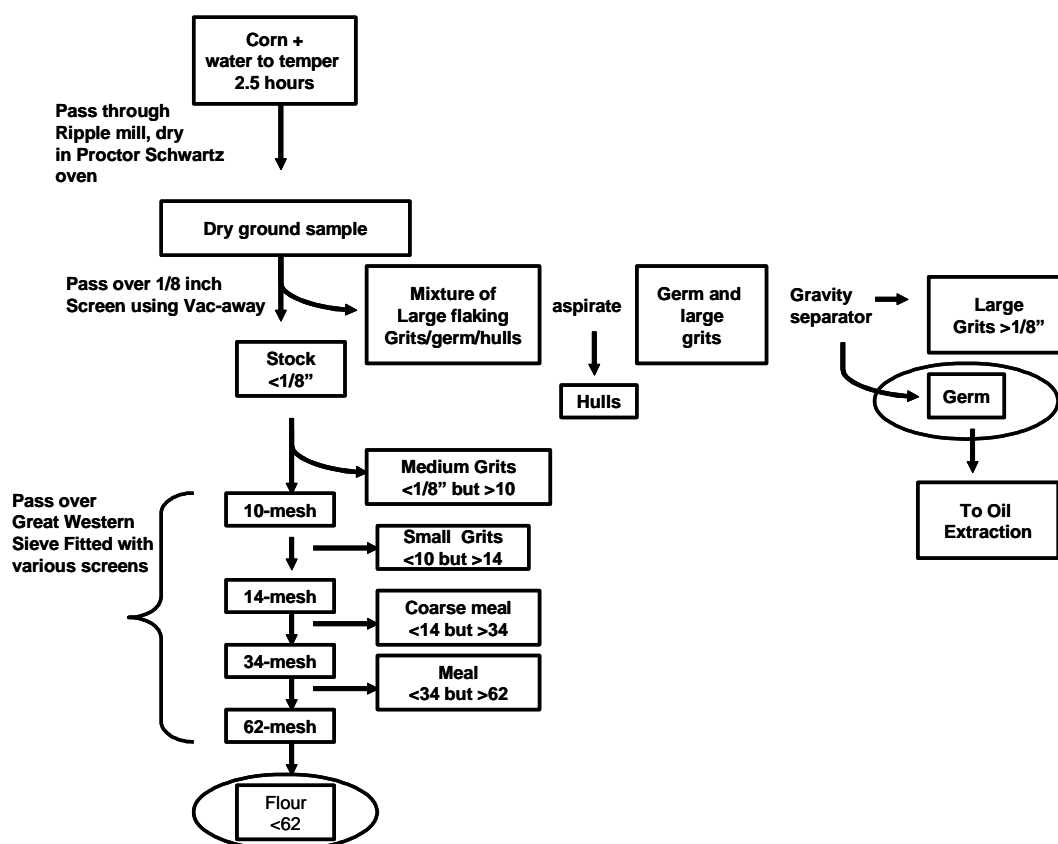 Corn +
water to temper
2.5 hours
Pass through
Ripple mill, dry
in Proctor Schwartz
oven
Dry ground sample
Pass over 1/8 inch
Screen using Vac-away
Mixture of
Large flaking
Grits/germ/hulls
aspirate
Germ and
large
grits
Gravity
separator
Large
Grits >1/8”
Stock
<1/8”
Hulls
Germ
Medium Grits
<1/8” but >10
To Oil
Extraction
Pass over
Great Western
Sieve Fitted with
various screens
10-mesh
Small Grits
<10 but >14
14-mesh
Coarse meal
<14 but >34
34-mesh
Meal
<34 but >62
62-mesh
Flour
<62